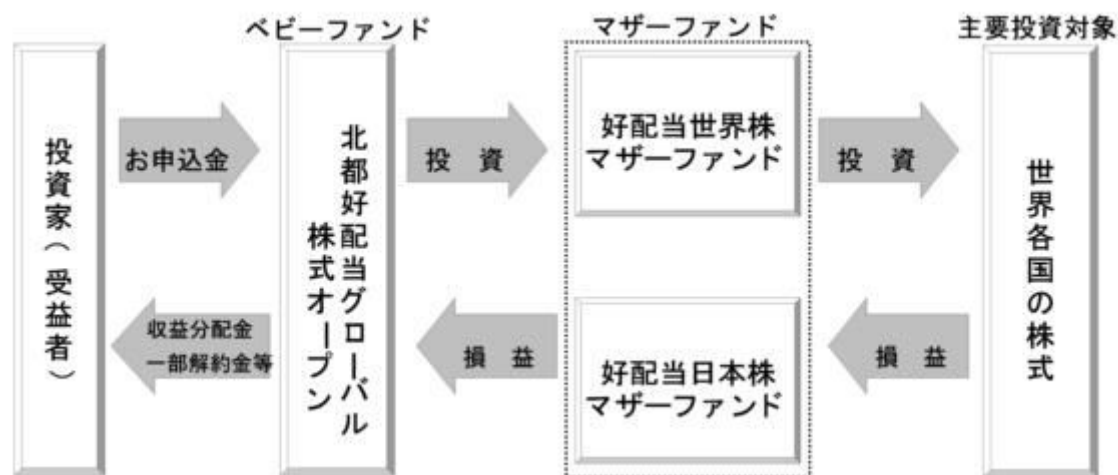 ベビーファンド
マザーファンド
主要投資対象
投資家(受益者)
お申込金
収益分配金
一部解約金等
北都好配当グローバル
株式オープン
投 資
損 益
好配当世界株
マザーファンド
好配当日本株
マザーファンド
投 資
損 益
世界各国の株式